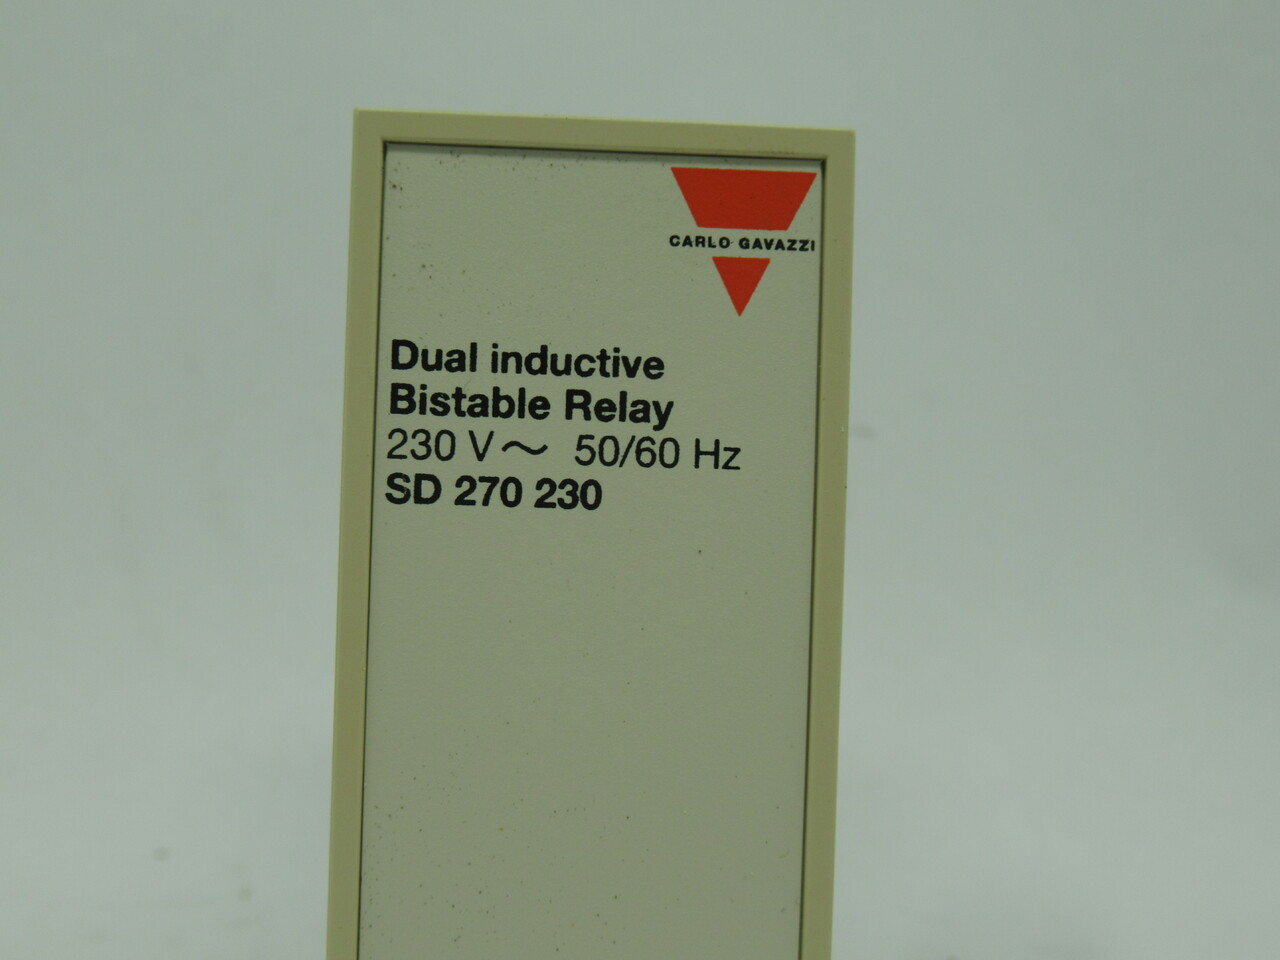 CARLO GAVAZZI
Dual inductive
Bistable Relay
230 V～ 50/60 Hz
SD 270 230